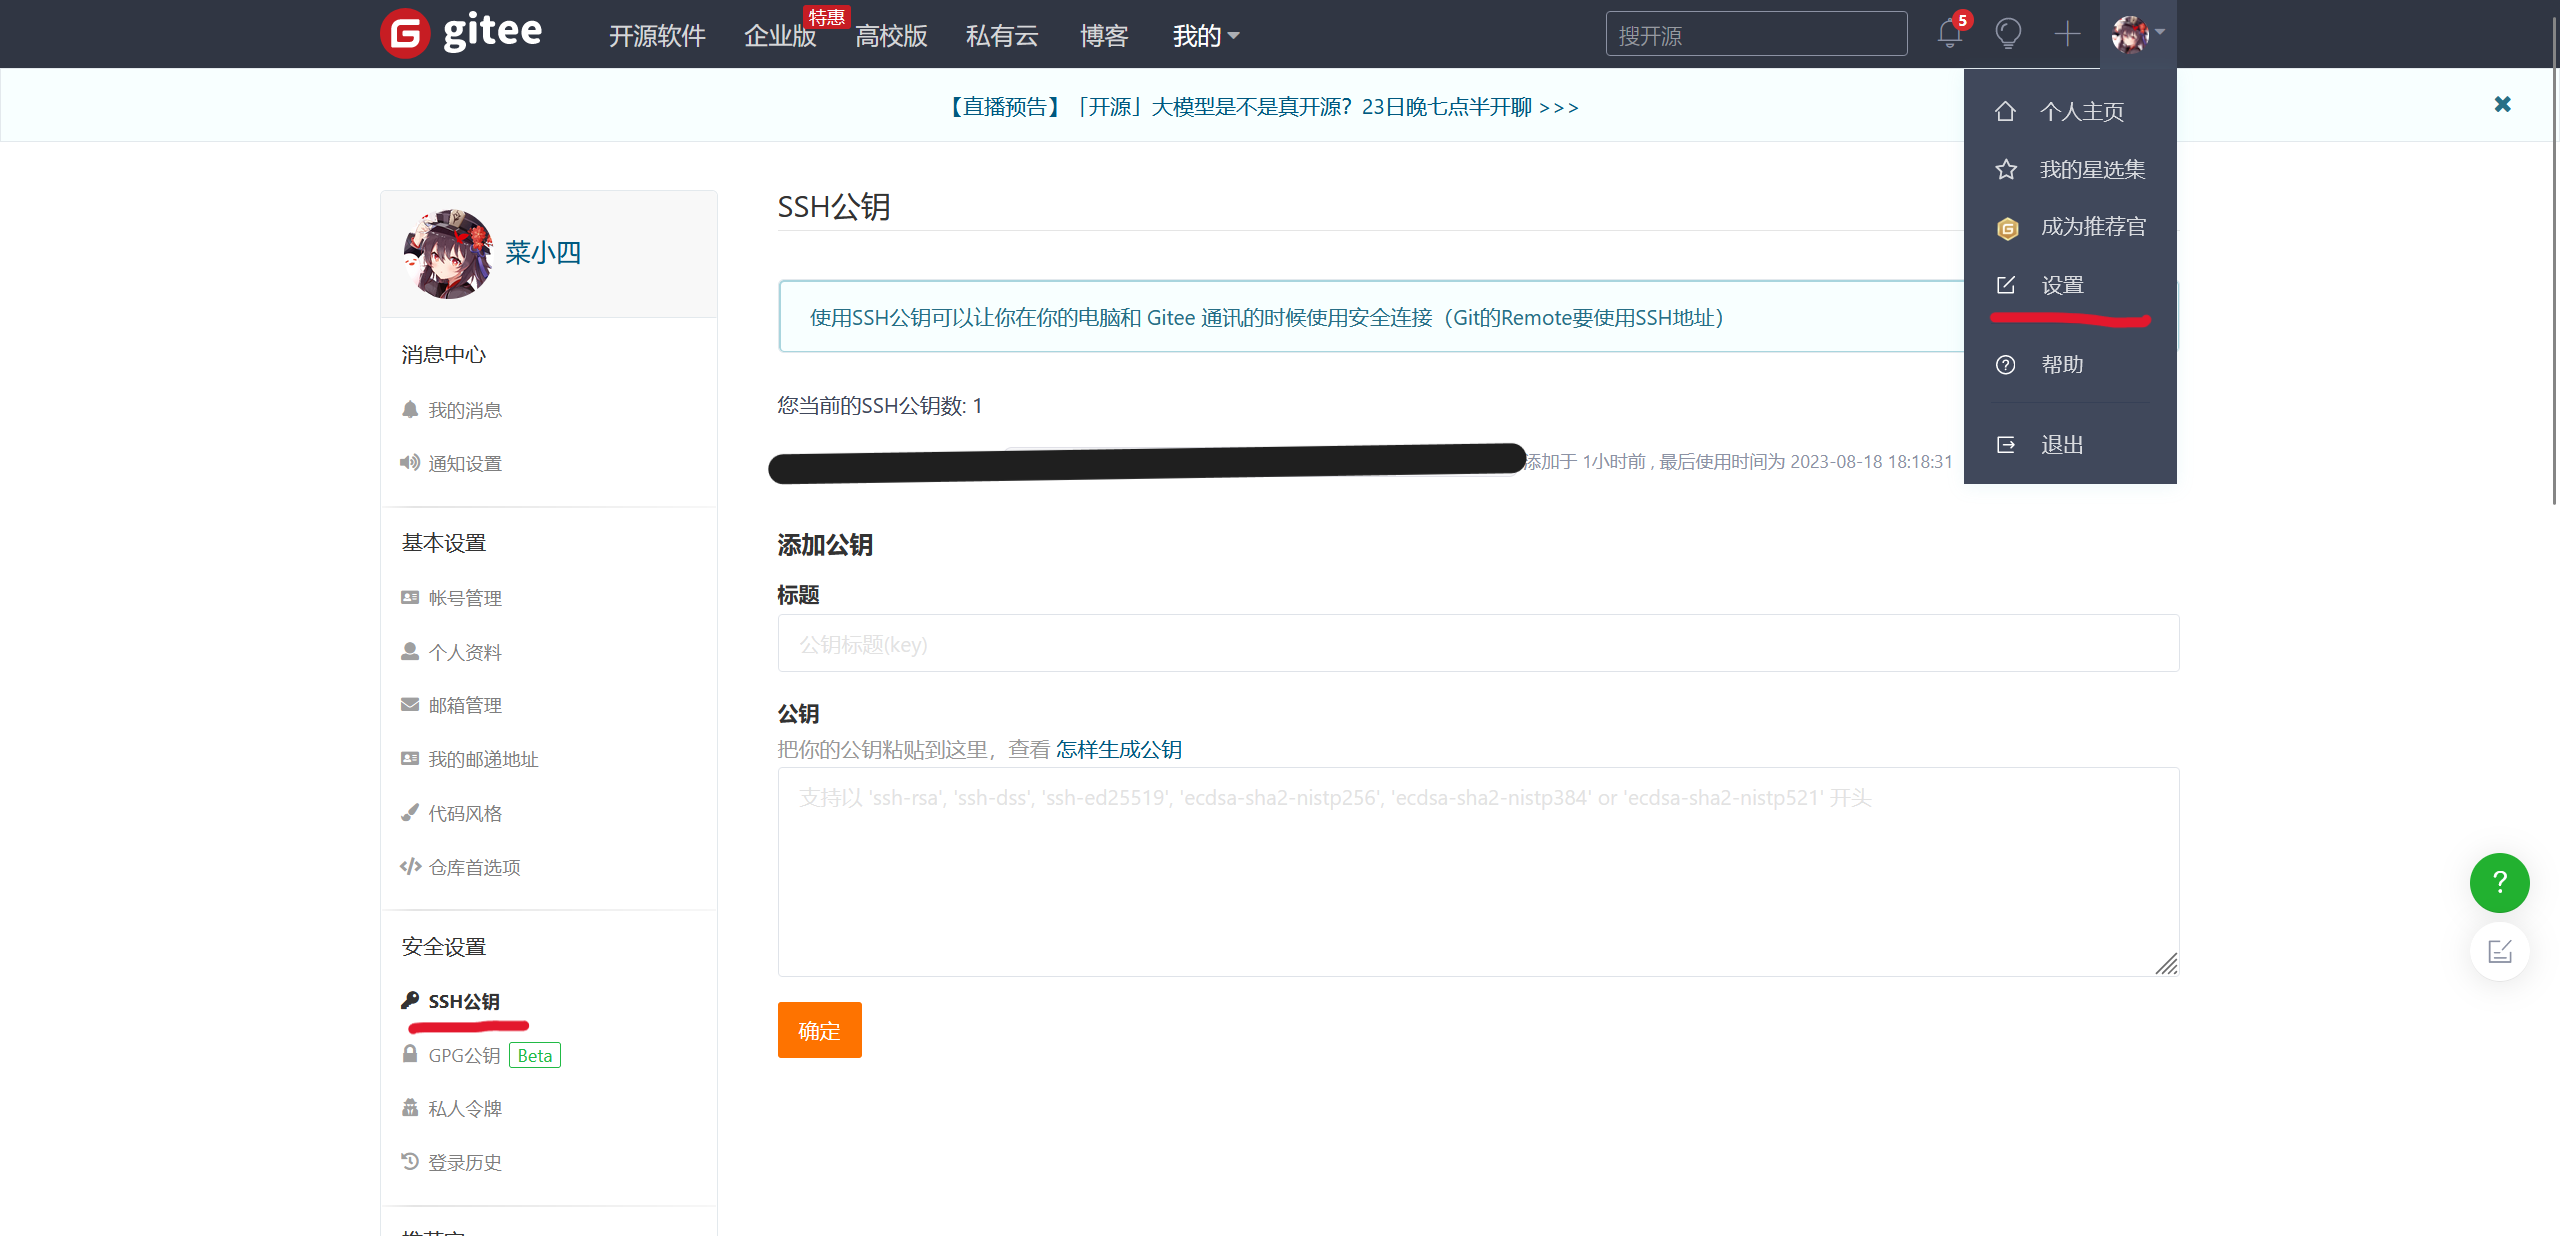 gitee
开源软件
企业版
特惠
高校版
私有云
博客
我的
搜开源
5
【直播预告】「开源」大模型是不是真开源？23日晚七点半开聊 >>>
个人主页
我的星选集
成为推荐官
设置
帮助
退出
菜小四
消息中心
我的消息
通知设置
基本设置
帐号管理
个人资料
邮箱管理
我的邮递地址
代码风格
仓库首选项
安全设置
SSH公钥
GPG公钥 Beta
私人令牌
登录历史
SSH公钥
使用SSH公钥可以让你在你的电脑和 Gitee 通讯的时候使用安全连接（Git的Remote要使用SSH地址）
您当前的SSH公钥数: 1
添加于 1小时前 , 最后使用时间为 2023-08-18 18:18:31
添加公钥
标题
公钥标题(key)
公钥
把你的公钥粘贴到这里，查看 怎样生成公钥
支持以 'ssh-rsa', 'ssh-dss', 'ssh-ed25519', 'ecdsa-sha2-nistp256', 'ecdsa-sha2-nistp384' or 'ecdsa-sha2-nistp521' 开头
确定
?